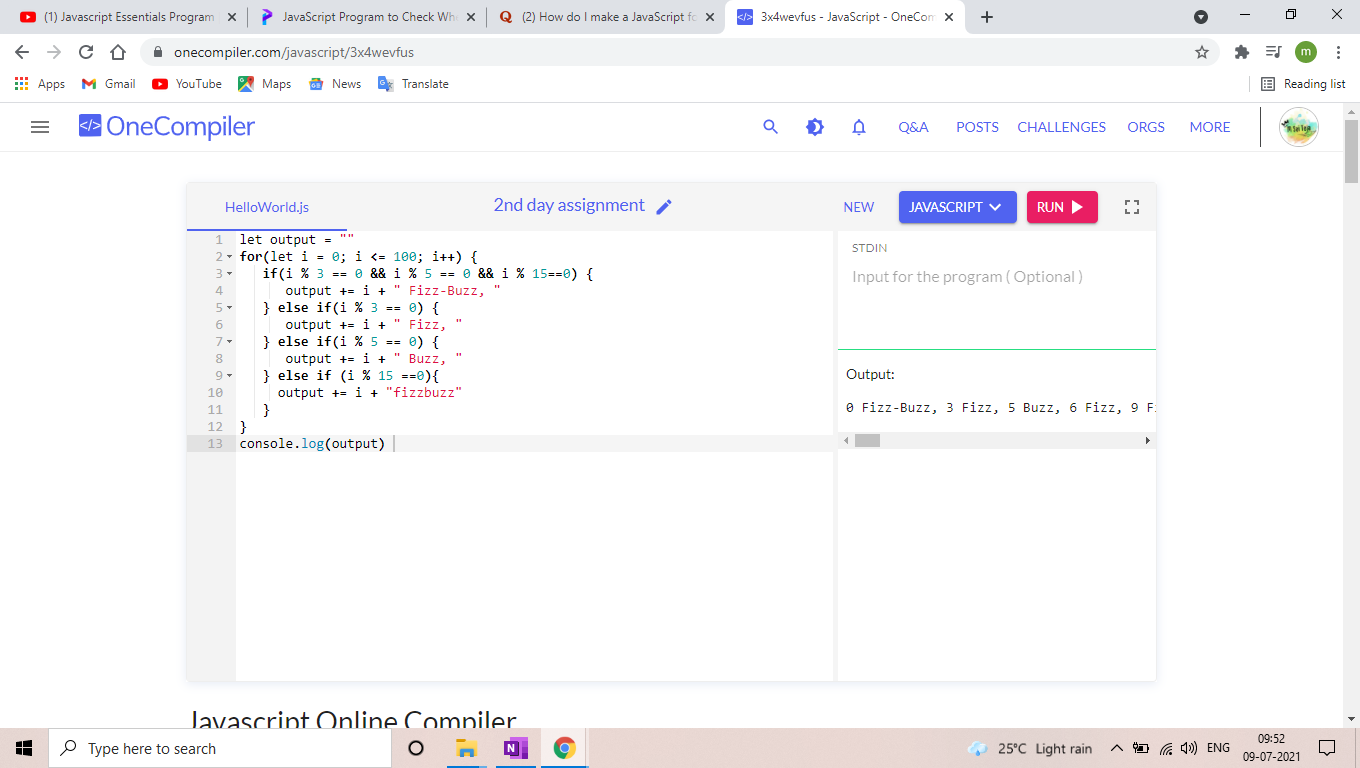 (1) Javascript Essentials Program
JavaScript Program to Check Wh
(2) How do I make a JavaScript fo
3x4wevfus - JavaScript - OneCom
onecompiler.com/javascript/3x4wevfus
m
Apps Gmail YouTube Maps News Translate Reading list
OneCompiler
Q&A POSTS CHALLENGES ORGS MORE
HelloWorld.js
2nd day assignment
NEW JAVASCRIPT RUN
1 let output = ""
2 for(let i = 0; i <= 100; i++) {
3 if(i % 3 == 0 && i % 5 == 0 && i % 15==0) {
4 output += i + " Fizz-Buzz, "
5 } else if(i % 3 == 0) {
6 output += i + " Fizz, "
7 } else if(i % 5 == 0) {
8 output += i + " Buzz, "
9 } else if (i % 15 ==0){
10 output += i + "fizzbuzz"
11 }
12 }
13 console.log(output)
STDIN
Input for the program ( Optional )
Output:
0 Fizz-Buzz, 3 Fizz, 5 Buzz, 6 Fizz, 9 F
Javascript Online Compiler
Type here to search
25°C Light rain
ENG
09:52
09-07-2021